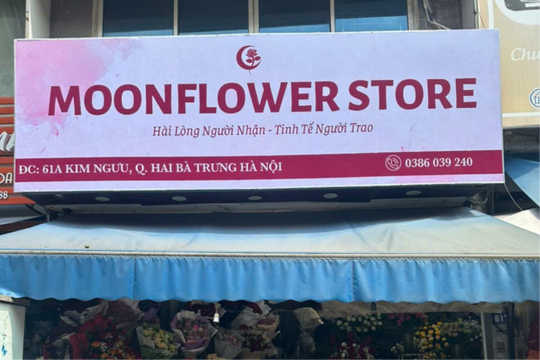 MOONFLOWER STORE
Hài Lòng Người Nhận - Tinh Tế Người Trao
ĐC: 61A KIM NGƯU, Q. HAI BÀ TRƯNG HÀ NỘI
0386 039 240